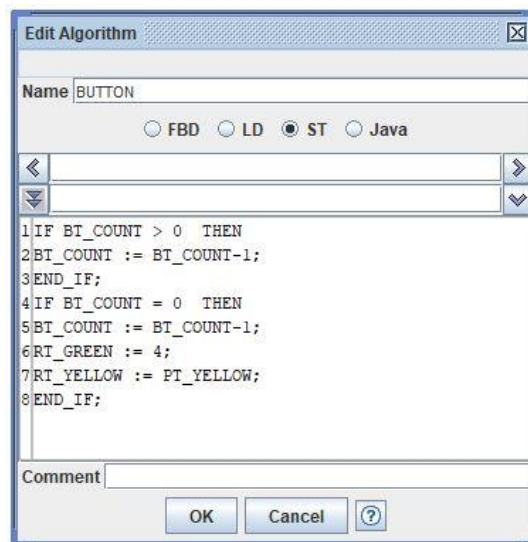 Edit Algorithm
Name BUTTON
FBD LD ST Java
1 IF BT_COUNT > 0 THEN
2 BT_COUNT := BT_COUNT-1;
3 END_IF;
4 IF BT_COUNT = 0 THEN
5 BT_COUNT := BT_COUNT-1;
6 RT_GREEN := 4;
7 RT_YELLOW := PT_YELLOW;
8 END_IF;
Comment
OK Cancel ?